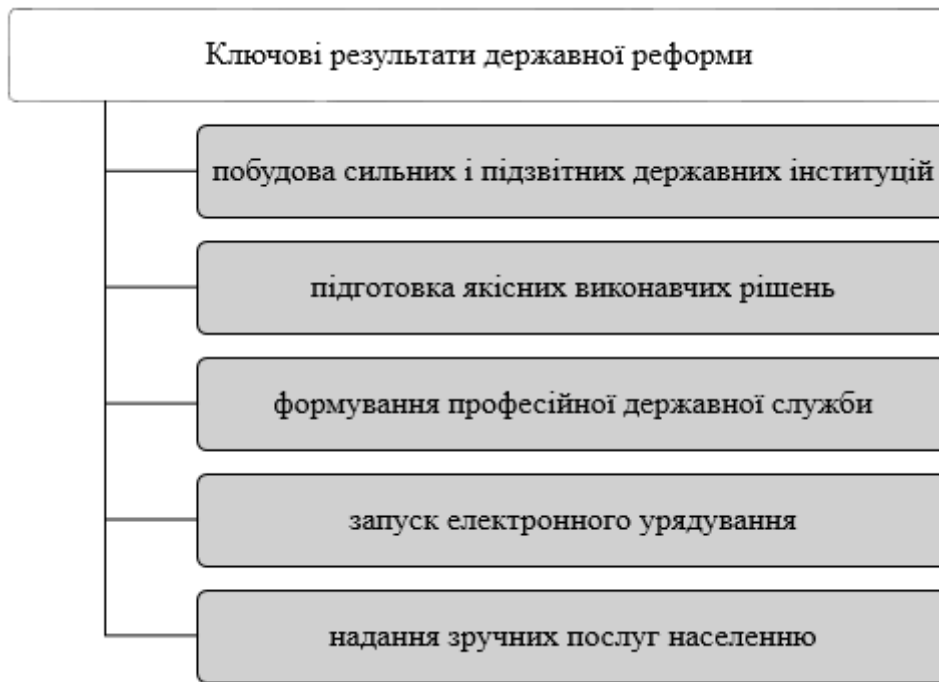 Ключові результати державної реформи
побудова сильних і підзвітних державних інституцій
підготовка якісних виконавчих рішень
формування професійної державної служби
запуск електронного урядування
надання зручних послуг населенню